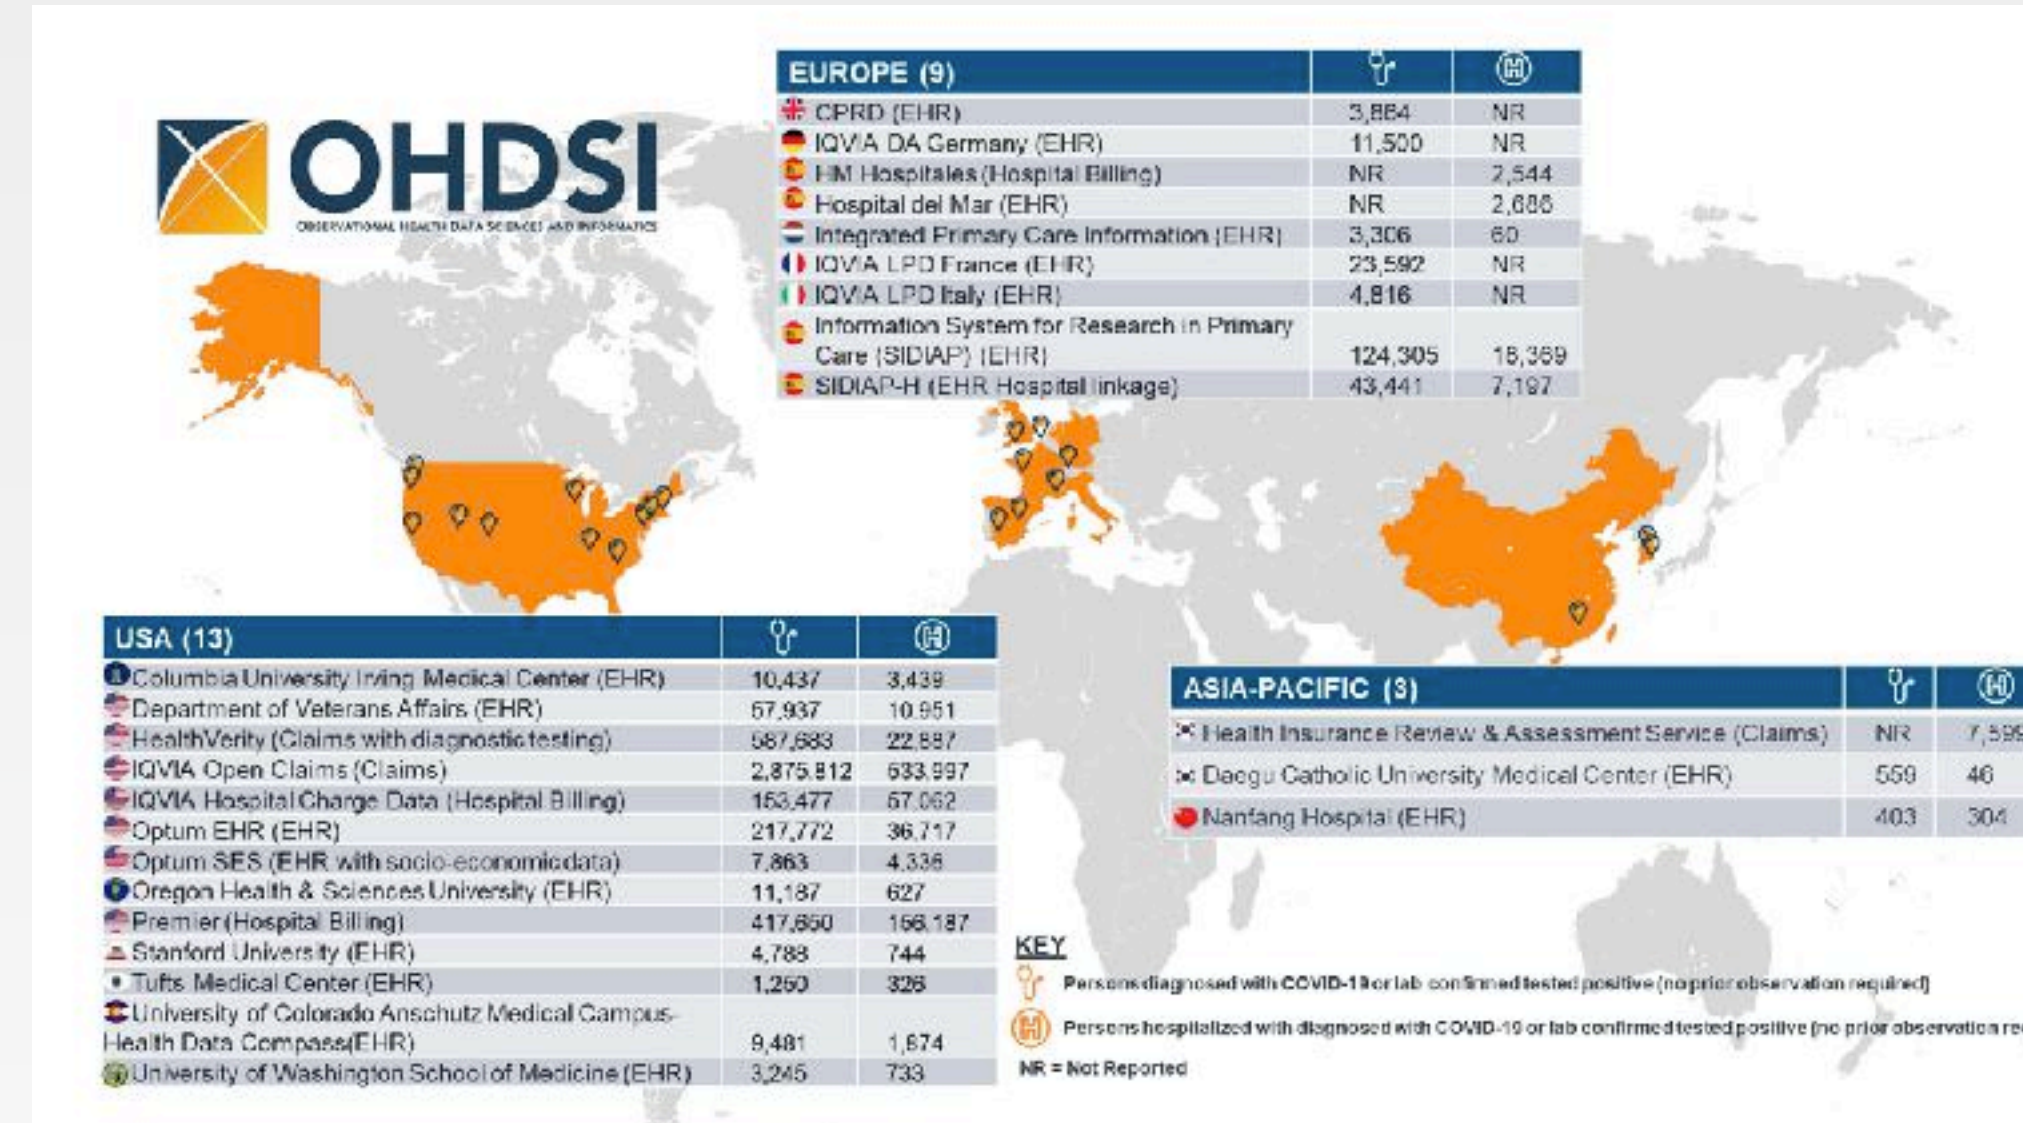 OHDSI
OBSERVATIONAL HEALTH DATA SCIENCES AND INFORMATICS
EUROPE (9)
CPRD (EHR) 3,884 NR
IQVIA DA Germany (EHR) 11,500 NR
HM Hospitales (Hospital Billing) NR 2,544
Hospital del Mar (EHR) NR 2,686
Integrated Primary Care Information (EHR) 3,306 60
IQVIA LPD France (EHR) 23,592 NR
IQVIA LPD Italy (EHR) 4,816 NR
Information System for Research in Primary
Care (SIDIAP) (EHR) 124,305 18,369
SIDIAP-H (EHR Hospital linkage) 43,441 7,197
USA (13)
Columbia University Irving Medical Center (EHR) 10,437 3,439
Department of Veterans Affairs (EHR) 57,937 10,951
HealthVerity (Claims with diagnostic testing) 587,683 22,887
IQVIA Open Claims (Claims) 2,875,812 533,997
IQVIA Hospital Charge Data (Hospital Billing) 153,477 57,062
Optum EHR (EHR) 217,772 36,717
Optum SES (EHR with socio-economic data) 7,863 4,336
Oregon Health & Sciences University (EHR) 11,187 627
Premier (Hospital Billing) 417,650 156,187
Stanford University (EHR) 4,788 744
Tufts Medical Center (EHR) 1,250 326
University of Colorado Anschutz Medical Campus-
Health Data Compass(EHR) 9,481 1,874
University of Washington School of Medicine (EHR) 3,245 733
ASIA-PACIFIC (3)
Health Insurance Review & Assessment Service (Claims) NR 7,599
Daegu Catholic University Medical Center (EHR) 559 46
Nanfang Hospital (EHR) 403 304
KEY
Persons diagnosed with COVID-19 or lab confirmed tested positive (no prior observation required)
Persons hospitalized with diagnosed with COVID-19 or lab confirmed tested positive (no prior observation
NR = Not Reported